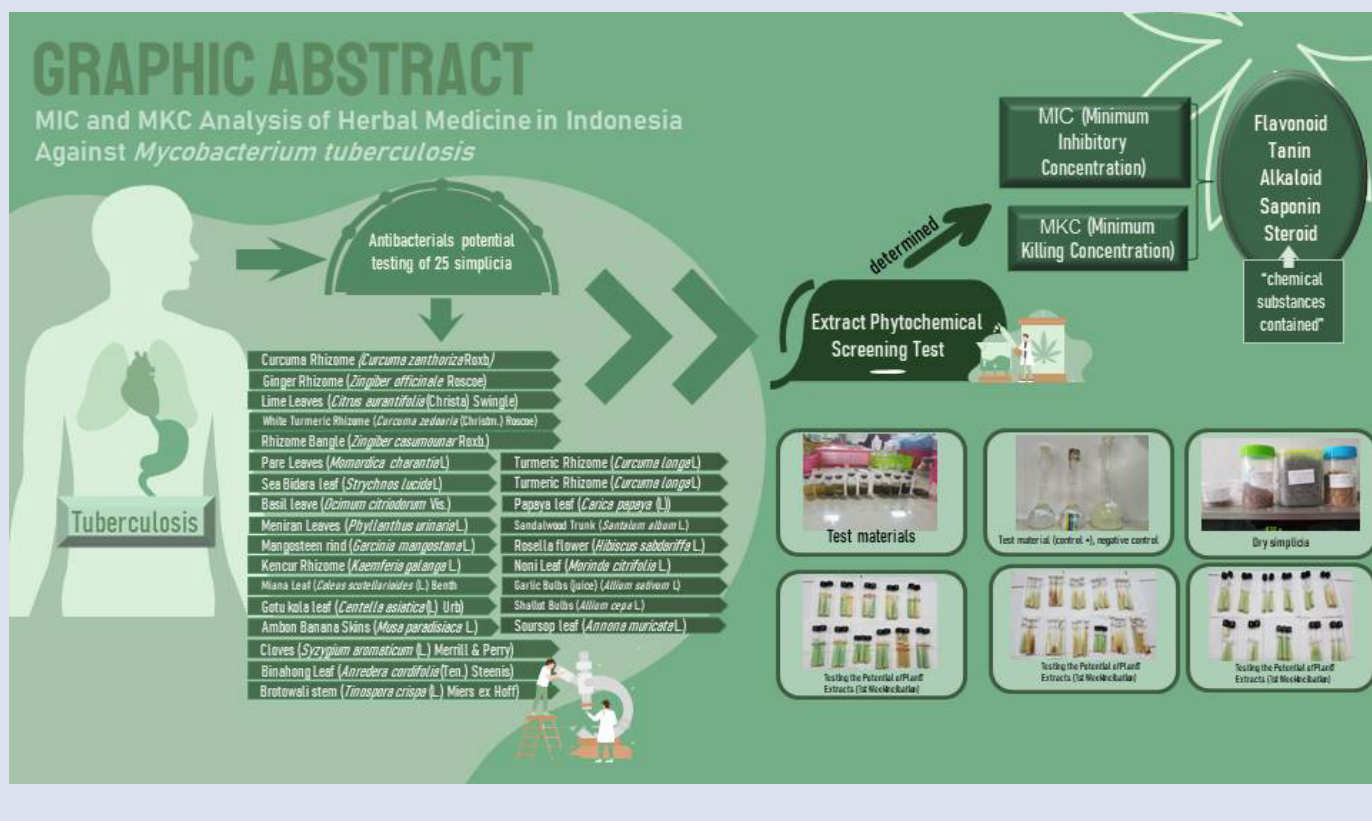 GRAPHIC ABSTRACT
MIC and MKC Analysis of Herbal Medicine in Indonesia
Against Mycobacterium tuberculosis
Tuberculosis
Antibacterials potential
testing of 25 simplicia
Curcuma Rhizome (Curcuma zanthoriza Roxb)
Ginger Rhizome (Zingiber officinale Roscoe)
Lime Leaves (Citrus aurantifolia (Christa) Swingle)
White Turmeric Rhizome (Curcuma zedoaria (Christm.) Roscoe)
Rhizome Bangle (Zingiber casumounar Roxb.)
Pare Leaves (Momordica charantia L)
Sea Bidara leaf (Strychnos lucida L)
Basil leave (Ocimum citriodorum Vis.)
Meniran Leaves (Phyllanthus urinaria L.)
Mangosteen rind (Garcinia mangostana L.)
Kencur Rhizome (Kaemferia galanga L.)
Miana Leaf (Coleus scutellarioides (L.) Benth
Gotu kola leaf (Centella asiatica (L) Urb)
Ambon Banana Skins (Musa paradisiaca L.)
Cloves (Syzygium aromaticum (L.) Merrill & Perry)
Binahong Leaf (Anredera cordifolia (Ten.) Steenis)
Brotowali stem (Tinospora crispa (L.) Miers ex Hoff)
Turmeric Rhizome (Curcuma longa L)
Turmeric Rhizome (Curcuma longa L)
Papaya leaf (Carica papaya (L))
Sandalwood Trunk (Santalum album L.)
Rosella flower (Hibiscus sabdariffa L.)
Noni Leaf (Morinda citrifolia L.)
Garlic Bulbs (juice) (Allium sativum L)
Shallot Bulbs (Allium cepa L.)
Soursop leaf (Annona muricata L.)
Extract Phytochemical
Screening Test
determined
MIC (Minimum
Inhibitory
Concentration)
MKC (Minimum
Killing Concentration)
Flavonoid
Tanin
Alkaloid
Saponin
Steroid
"chemical
substances
contained"
Test materials
Test material (control +), negative control
Dry simplicia
Testing the Potential of Plant
Extracts (1st Week Incibation)
Testing the Potential of Plant
Extracts (1st Week Incibation)
Testing the Potential of Plant
Extracts (1st Week Incibation)